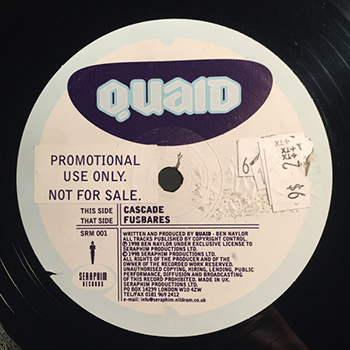 QUAID
PROMOTIONAL
USE ONLY.
NOT FOR SALE.
THIS SIDE CASCADE
THAT SIDE FUSBARES
SRM 001
SERAPHIM
RECORDS
WRITTEN AND PRODUCED BY QUAID - BEN NAYLOR
ALL TRACKS PUBLISHED BY COPYRIGHT CONTROL.
℗ 1998 BEN NAYLOR UNDER EXCLUSIVE LICENSE TO
SERAPHIM PRODUCTIONS LTD.
© 1998 SERAPHIM PRODUCTIONS LTD.
ALL RIGHTS OF THE PRODUCER AND OF THE
OWNER OF THE RECORDED WORK RESERVED.
UNAUTHORISED COPYING, HIRING, LENDING, PUBLIC
PERFORMANCE, DIFFUSION AND BROADCASTING
OF THIS RECORD PROHIBITED. MADE IN UK.
SERAPHIM PRODUCTIONS LTD
PO BOX 14239 LONDON W10 4ZW
TEL/FAX 0181 969 2412
e-mail: info@seraphim.mildram.co.uk